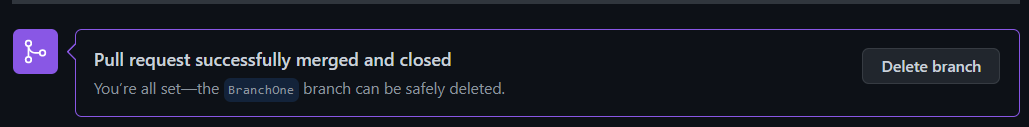 Pull request successfully merged and closed
You're all set—the BranchOne branch can be safely deleted.
Delete branch